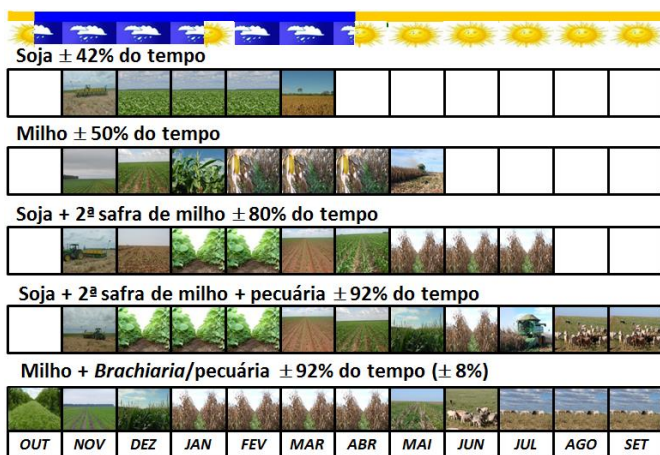 Soja ± 42% do tempo
Milho ± 50% do tempo
Soja + 2ª safra de milho ± 80% do tempo
Soja + 2ª safra de milho + pecuária ± 92% do tempo
Milho + Brachiaria/pecuária ± 92% do tempo (± 8%)
OUT NOV DEZ JAN FEV MAR ABR MAI JUN JUL AGO SET